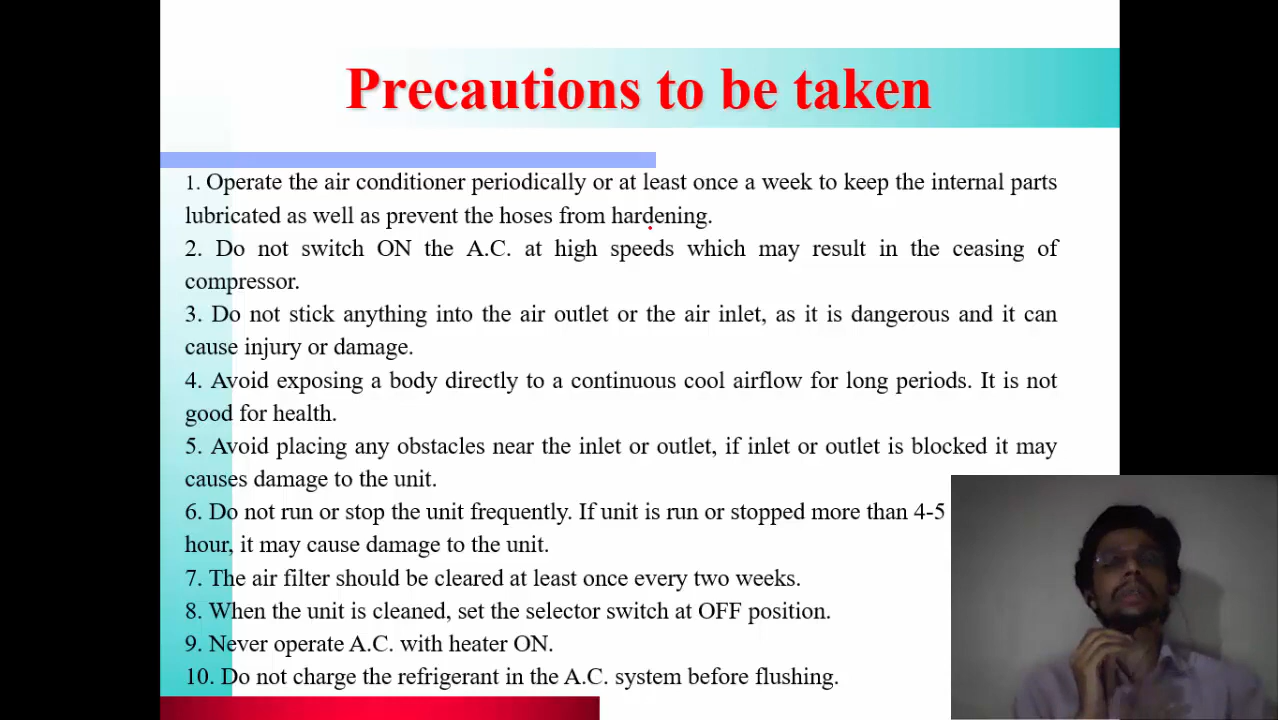 Precautions to be taken
1. Operate the air conditioner periodically or at least once a week to keep the internal parts
lubricated as well as prevent the hoses from hardening.
2. Do not switch ON the A.C. at high speeds which may result in the ceasing of
compressor.
3. Do not stick anything into the air outlet or the air inlet, as it is dangerous and it can
cause injury or damage.
4. Avoid exposing a body directly to a continuous cool airflow for long periods. It is not
good for health.
5. Avoid placing any obstacles near the inlet or outlet, if inlet or outlet is blocked it may
causes damage to the unit.
6. Do not run or stop the unit frequently. If unit is run or stopped more than 4-5
hour, it may cause damage to the unit.
7. The air filter should be cleared at least once every two weeks.
8. When the unit is cleaned, set the selector switch at OFF position.
9. Never operate A.C. with heater ON.
10. Do not charge the refrigerant in the A.C. system before flushing.